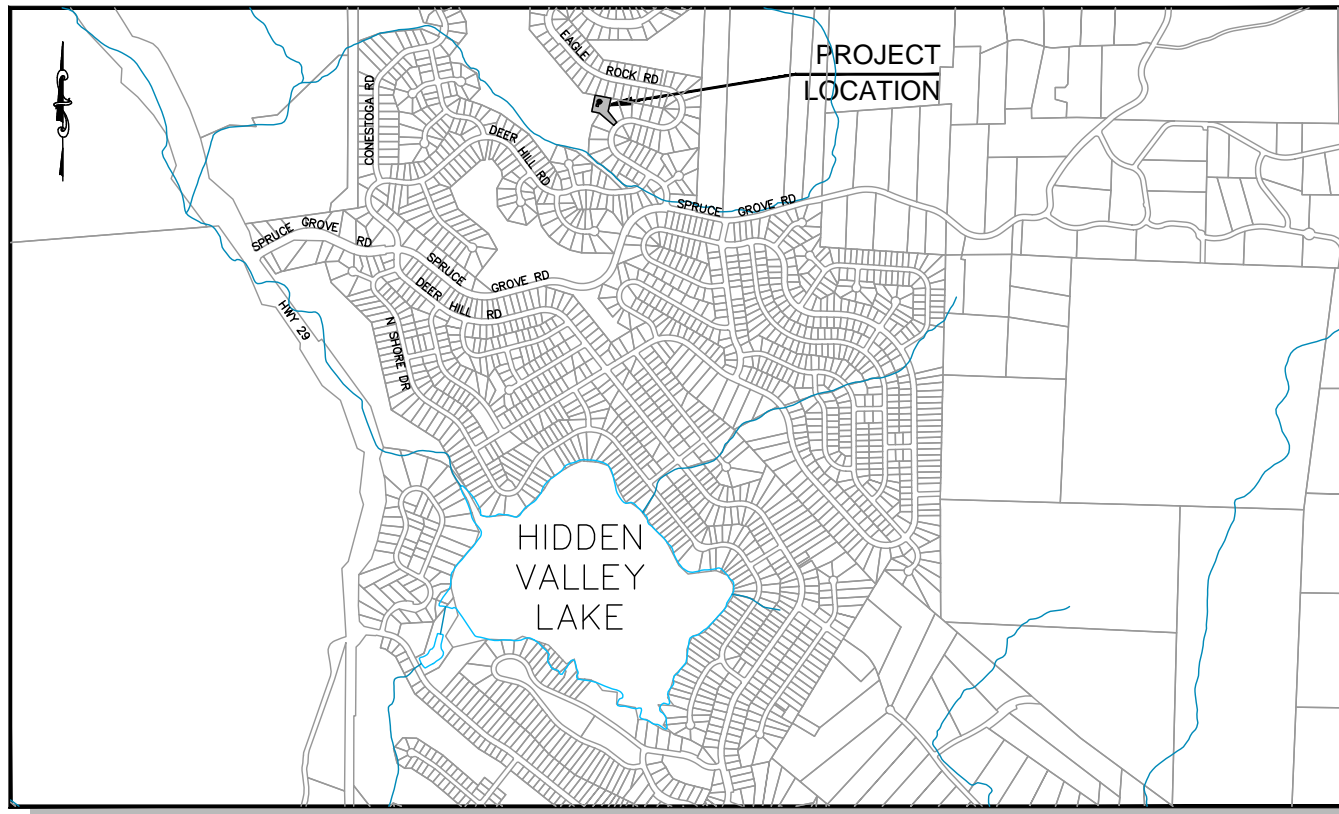 EAGLE
ROCK RD
PROJECT
LOCATION
CONESTOGA RD
DEER HILL RD
SPRUCE GROVE RD
SPRUCE GROVE RD
SPRUCE
GROVE RD
DEER HILL RD
HWY 29
N SHORE DR
HIDDEN
VALLEY
LAKE